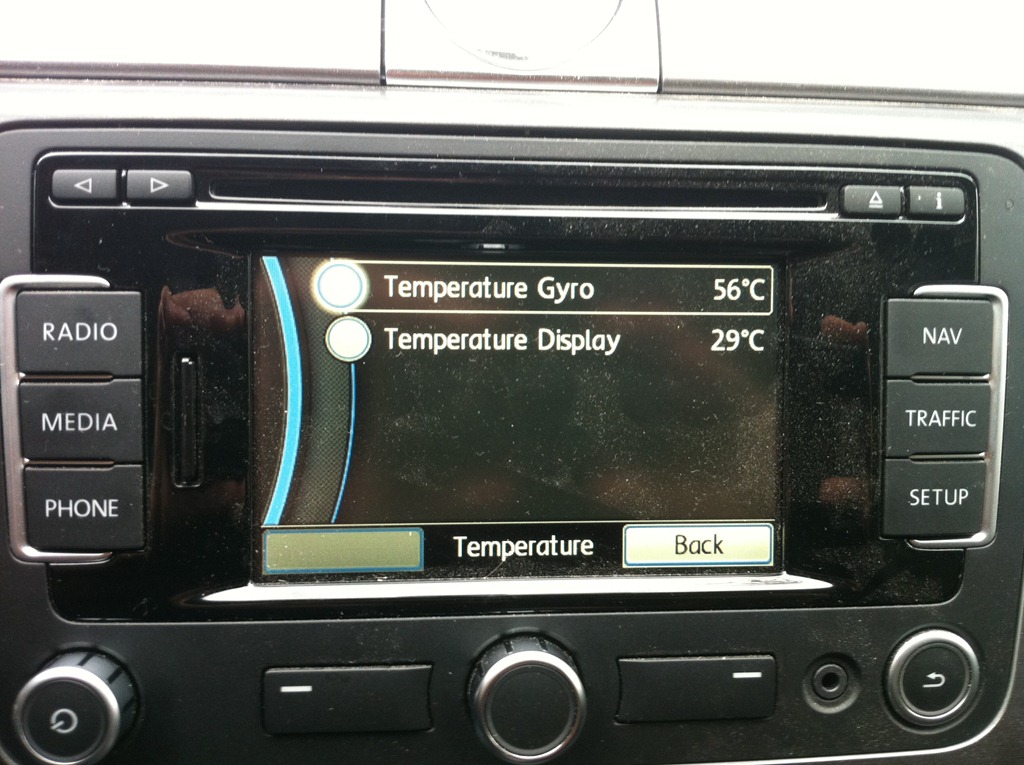 i
RADIO
MEDIA
PHONE
Temperature Gyro 56°C
Temperature Display 29°C
Temperature Back
NAV
TRAFFIC
SETUP